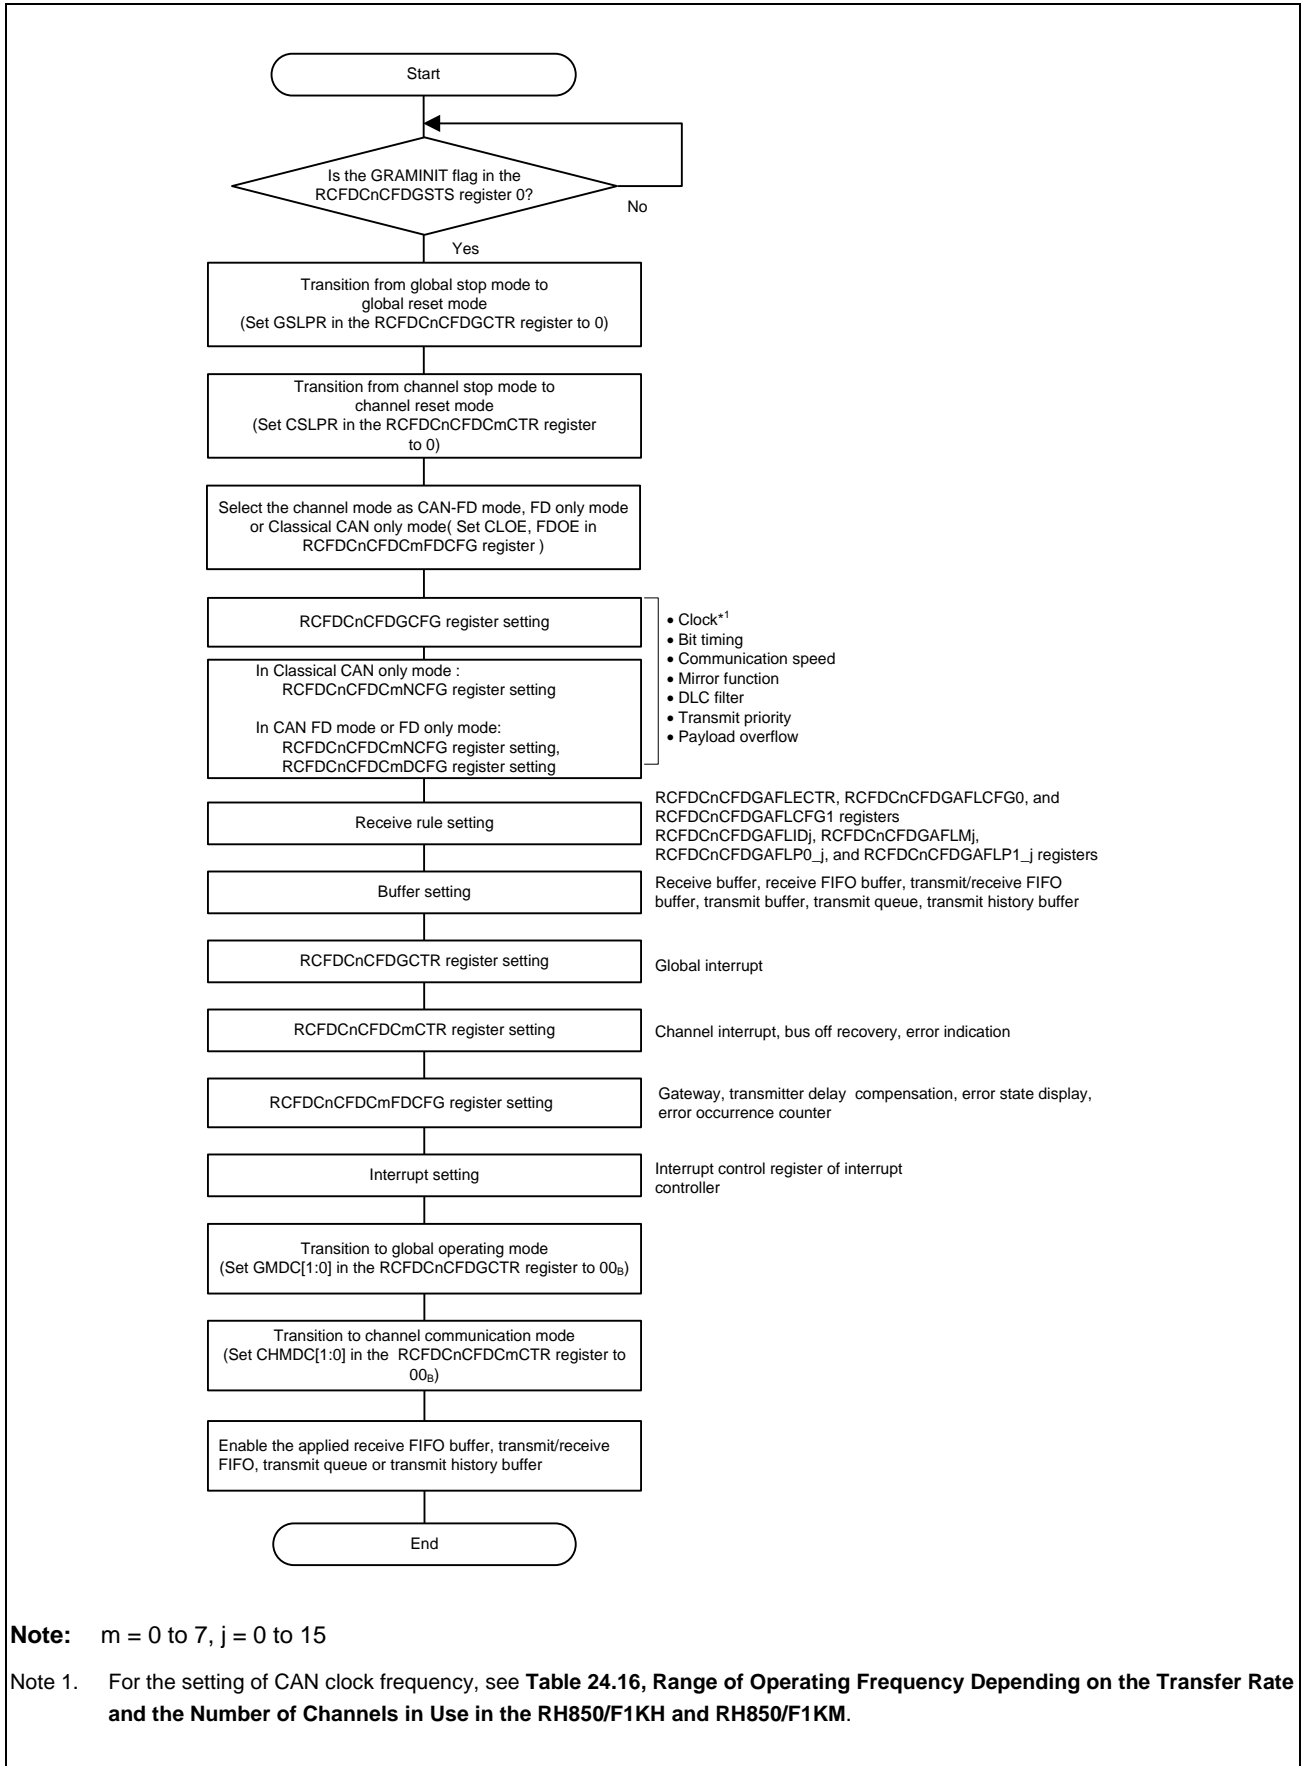 Start
Is the GRAMINIT flag in the
RCFDCnCFDGSTS register 0?
No
Yes
Transition from global stop mode to
global reset mode
(Set GSLPR in the RCFDCnCFDGCTR register to 0)
Transition from channel stop mode to
channel reset mode
(Set CSLPR in the RCFDCnCFDCmCTR register
to 0)
Select the channel mode as CAN-FD mode, FD only mode
or Classical CAN only mode( Set CLOE, FDOE in
RCFDCnCFDCmFDCFG register )
RCFDCnCFDGCFG register setting
In Classical CAN only mode :
RCFDCnCFDCmNCFG register setting
In CAN FD mode or FD only mode:
RCFDCnCFDCmNCFG register setting,
RCFDCnCFDCmDCFG register setting
• Clock*1
• Bit timing
• Communication speed
• Mirror function
• DLC filter
• Transmit priority
• Payload overflow
Receive rule setting
RCFDCnCFDGAFLECTR, RCFDCnCFDGAFLCFG0, and
RCFDCnCFDGAFLCFG1 registers
RCFDCnCFDGAFLIDj, RCFDCnCFDGAFLMj,
RCFDCnCFDGAFLP0_j, and RCFDCnCFDGAFLP1_j registers
Buffer setting
Receive buffer, receive FIFO buffer, transmit/receive FIFO
buffer, transmit buffer, transmit queue, transmit history buffer
RCFDCnCFDGCTR register setting
Global interrupt
RCFDCnCFDCmCTR register setting
Channel interrupt, bus off recovery, error indication
RCFDCnCFDCmFDCFG register setting
Gateway, transmitter delay compensation, error state display,
error occurrence counter
Interrupt setting
Interrupt control register of interrupt
controller
Transition to global operating mode
(Set GMDC[1:0] in the RCFDCnCFDGCTR register to 00B)
Transition to channel communication mode
(Set CHMDC[1:0] in the RCFDCnCFDCmCTR register to
00B)
Enable the applied receive FIFO buffer, transmit/receive
FIFO, transmit queue or transmit history buffer
End
Note: m = 0 to 7, j = 0 to 15
Note 1. For the setting of CAN clock frequency, see Table 24.16, Range of Operating Frequency Depending on the Transfer Rate
and the Number of Channels in Use in the RH850/F1KH and RH850/F1KM.